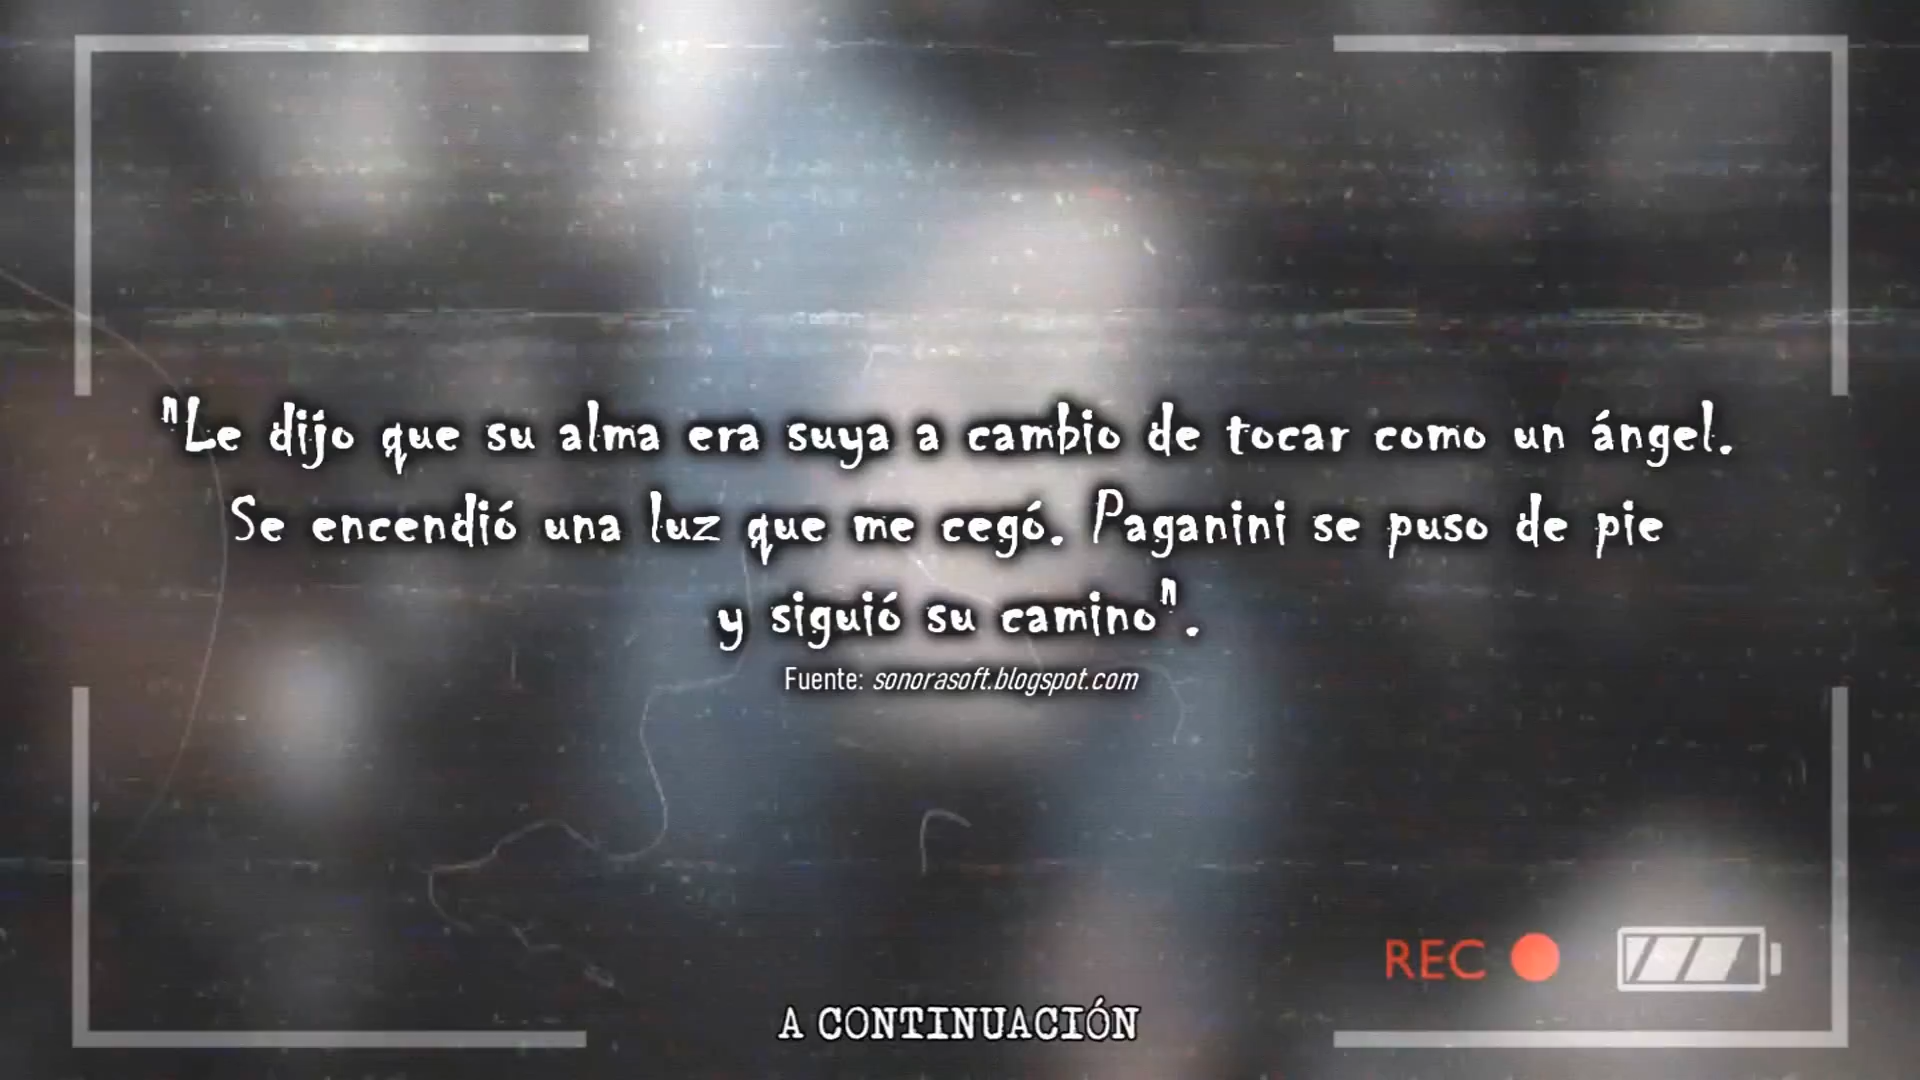 "Le dijo que su alma era suya a cambio de tocar como un ángel.
Se encendió una luz que me cegó. Paganini se puso de pie
y siguió su camino".
Fuente: sonorasoft.blogspot.com
REC
A CONTINUACIÓN